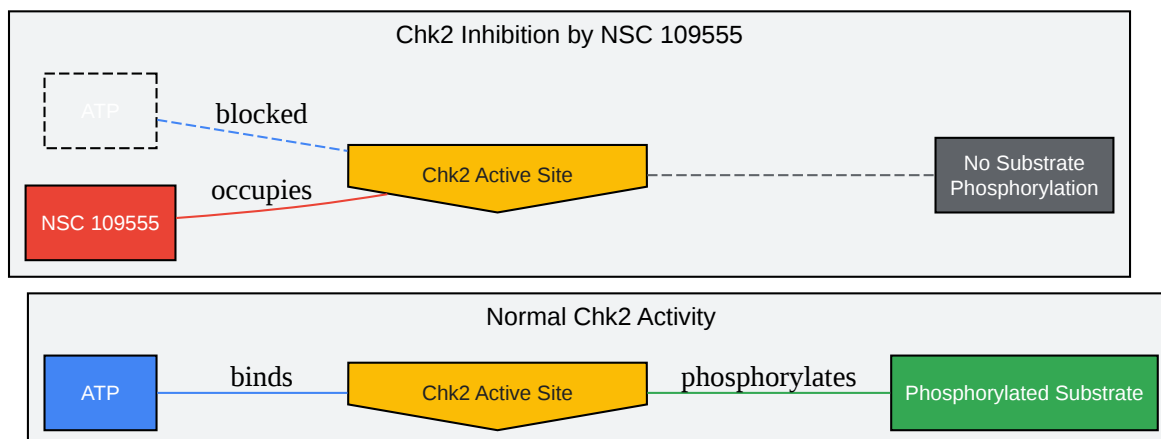 Chk2 Inhibition by NSC 109555
ATP
blocked
Chk2 Active Site
No Substrate
Phosphorylation
occupies
NSC 109555
Normal Chk2 Activity
ATP
binds
Chk2 Active Site
phosphorylates
Phosphorylated Substrate